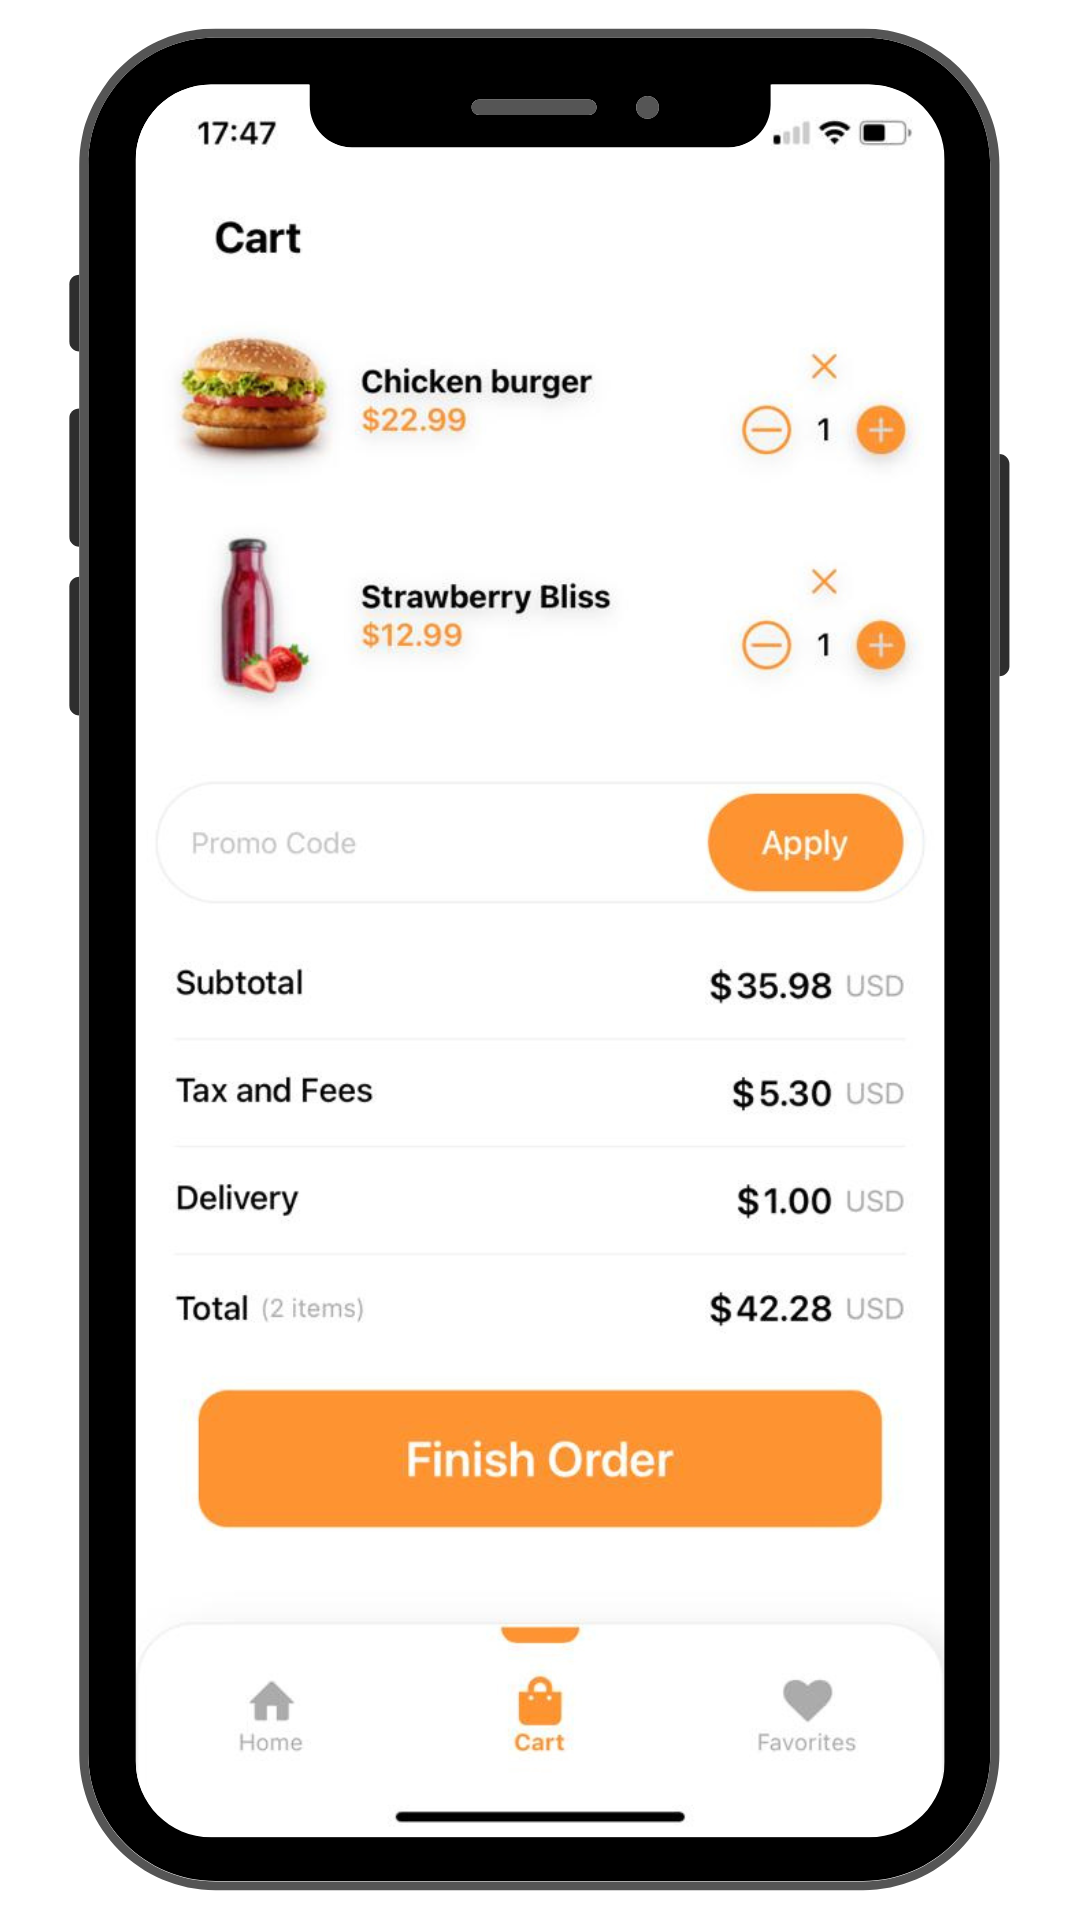 17:47
Cart
Chicken burger
$22.99
1
Strawberry Bliss
$12.99
1
Promo Code Apply
Subtotal $35.98 USD
Tax and Fees $5.30 USD
Delivery $1.00 USD
Total (2 items) $42.28 USD
Finish Order
Home Cart Favorites